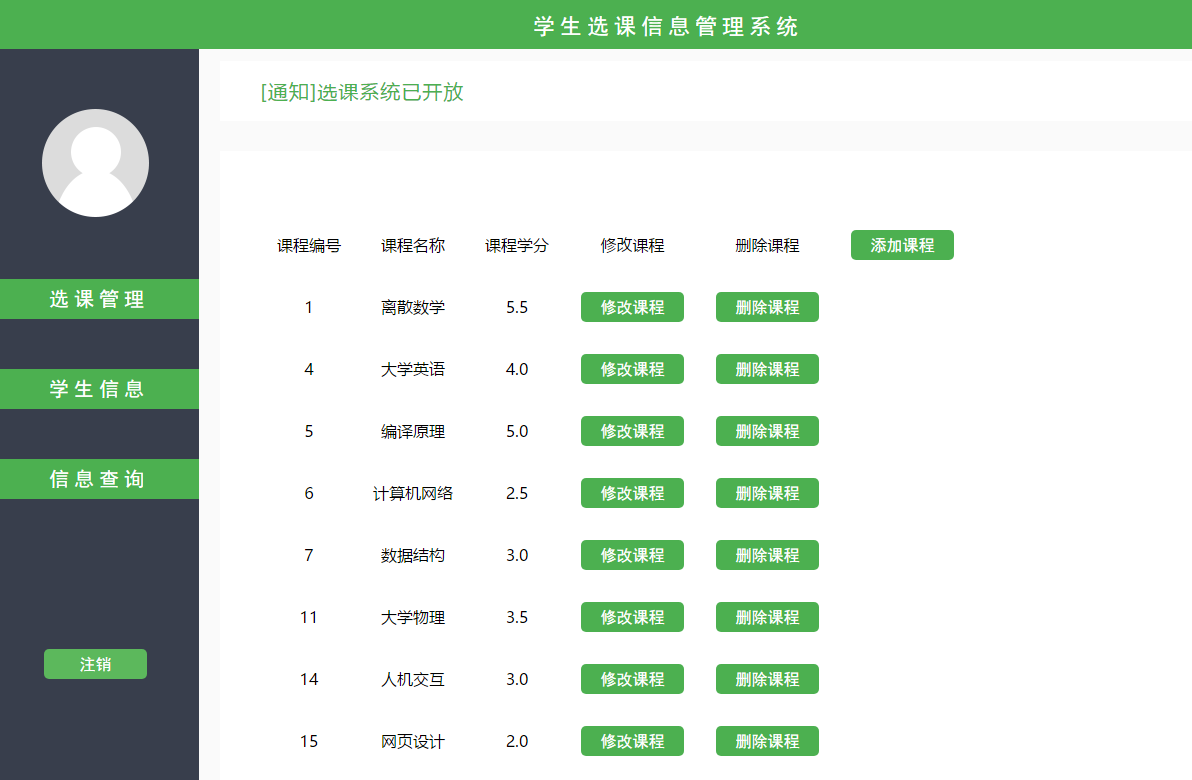 学生选课信息管理系统
[通知]选课系统已开放
选课管理
学生信息
信息查询
注销
课程编号 课程名称 课程学分 修改课程 删除课程 添加课程
1 离散数学 5.5 修改课程 删除课程
4 大学英语 4.0 修改课程 删除课程
5 编译原理 5.0 修改课程 删除课程
6 计算机网络 2.5 修改课程 删除课程
7 数据结构 3.0 修改课程 删除课程
11 大学物理 3.5 修改课程 删除课程
14 人机交互 3.0 修改课程 删除课程
15 网页设计 2.0 修改课程 删除课程